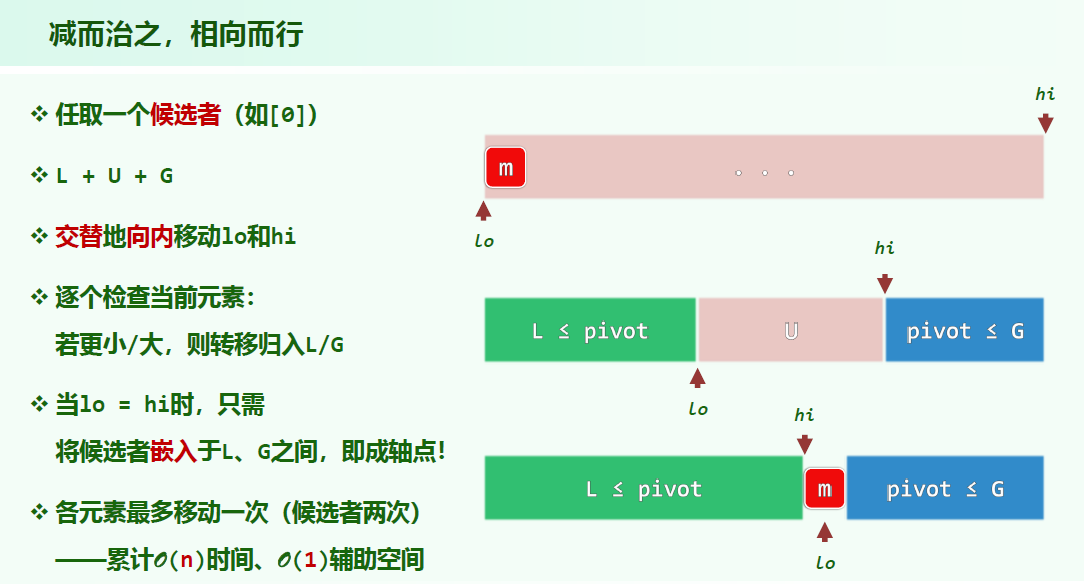 减而治之，相向而行
❖ 任取一个候选者（如[0]）
❖ L + U + G
❖ 交替地向内移动lo和hi
❖ 逐个检查当前元素：
若更小/大，则转移归入L/G
❖ 当lo = hi时，只需
将候选者嵌入于L、G之间，即成轴点！
❖ 各元素最多移动一次（候选者两次）
——累计𝒪(n)时间、𝒪(1)辅助空间
hi
m
。。。
lo
hi
L ≤ pivot
U
pivot ≤ G
lo
hi
L ≤ pivot
m
pivot ≤ G
lo